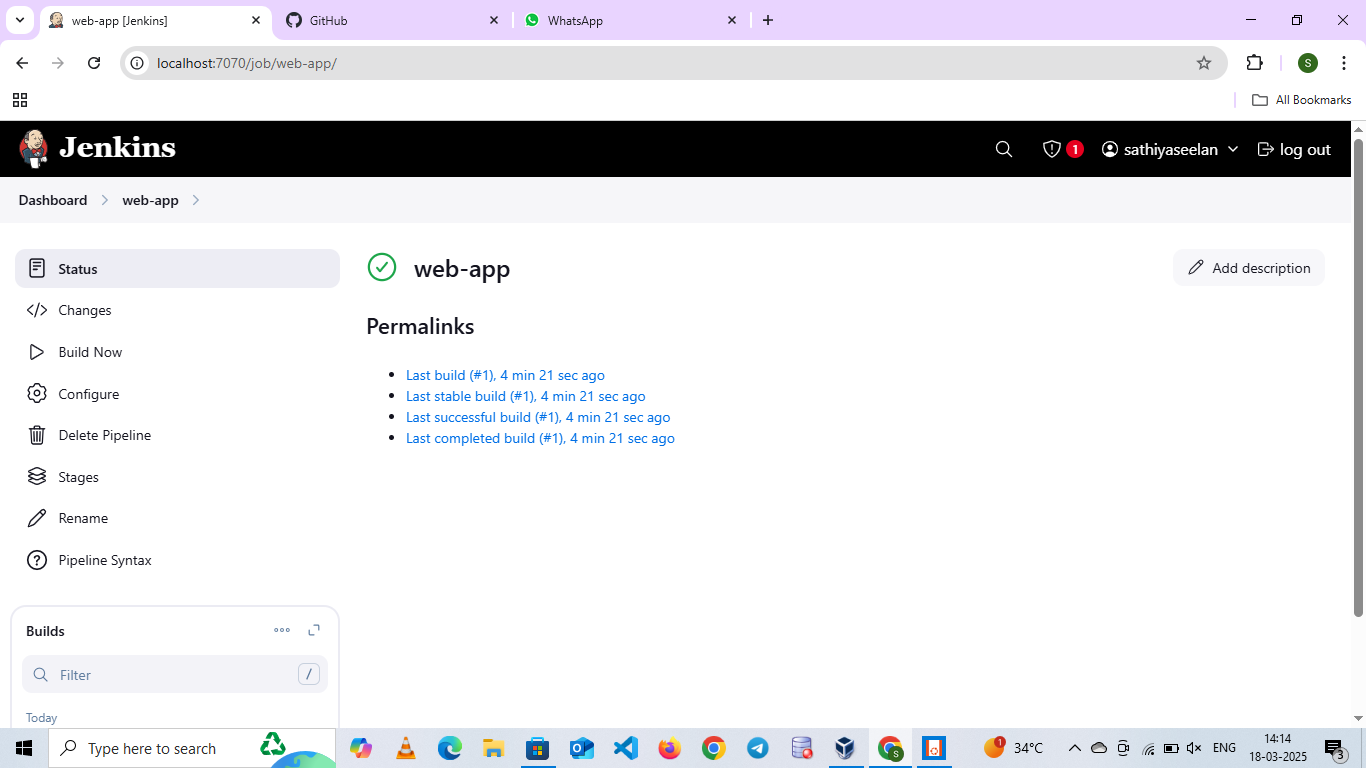 web-app [Jenkins]
GitHub
WhatsApp
localhost:7070/job/web-app/
S
All Bookmarks
Jenkins
1
sathiyaseelan
log out
Dashboard
web-app
Status
web-app
Add description
Changes
Permalinks
Build Now
Last build (#1), 4 min 21 sec ago
Configure
Last stable build (#1), 4 min 21 sec ago
Last successful build (#1), 4 min 21 sec ago
Delete Pipeline
Last completed build (#1), 4 min 21 sec ago
Stages
Rename
Pipeline Syntax
Builds
Filter
/
Today
Type here to search
S
1
34°C
ENG
14:14
18-03-2025
3